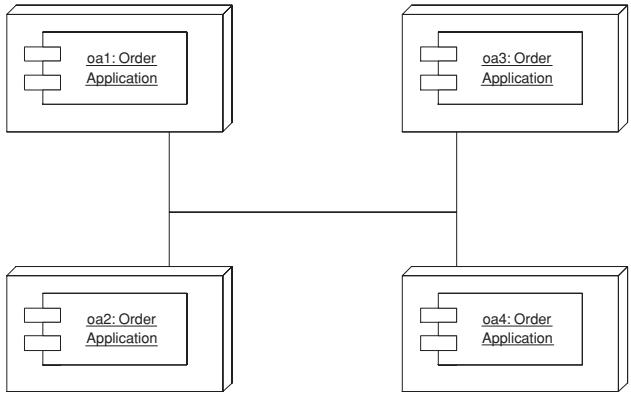 oa1: Order
Application
oa3: Order
Application
oa2: Order
Application
oa4: Order
Application